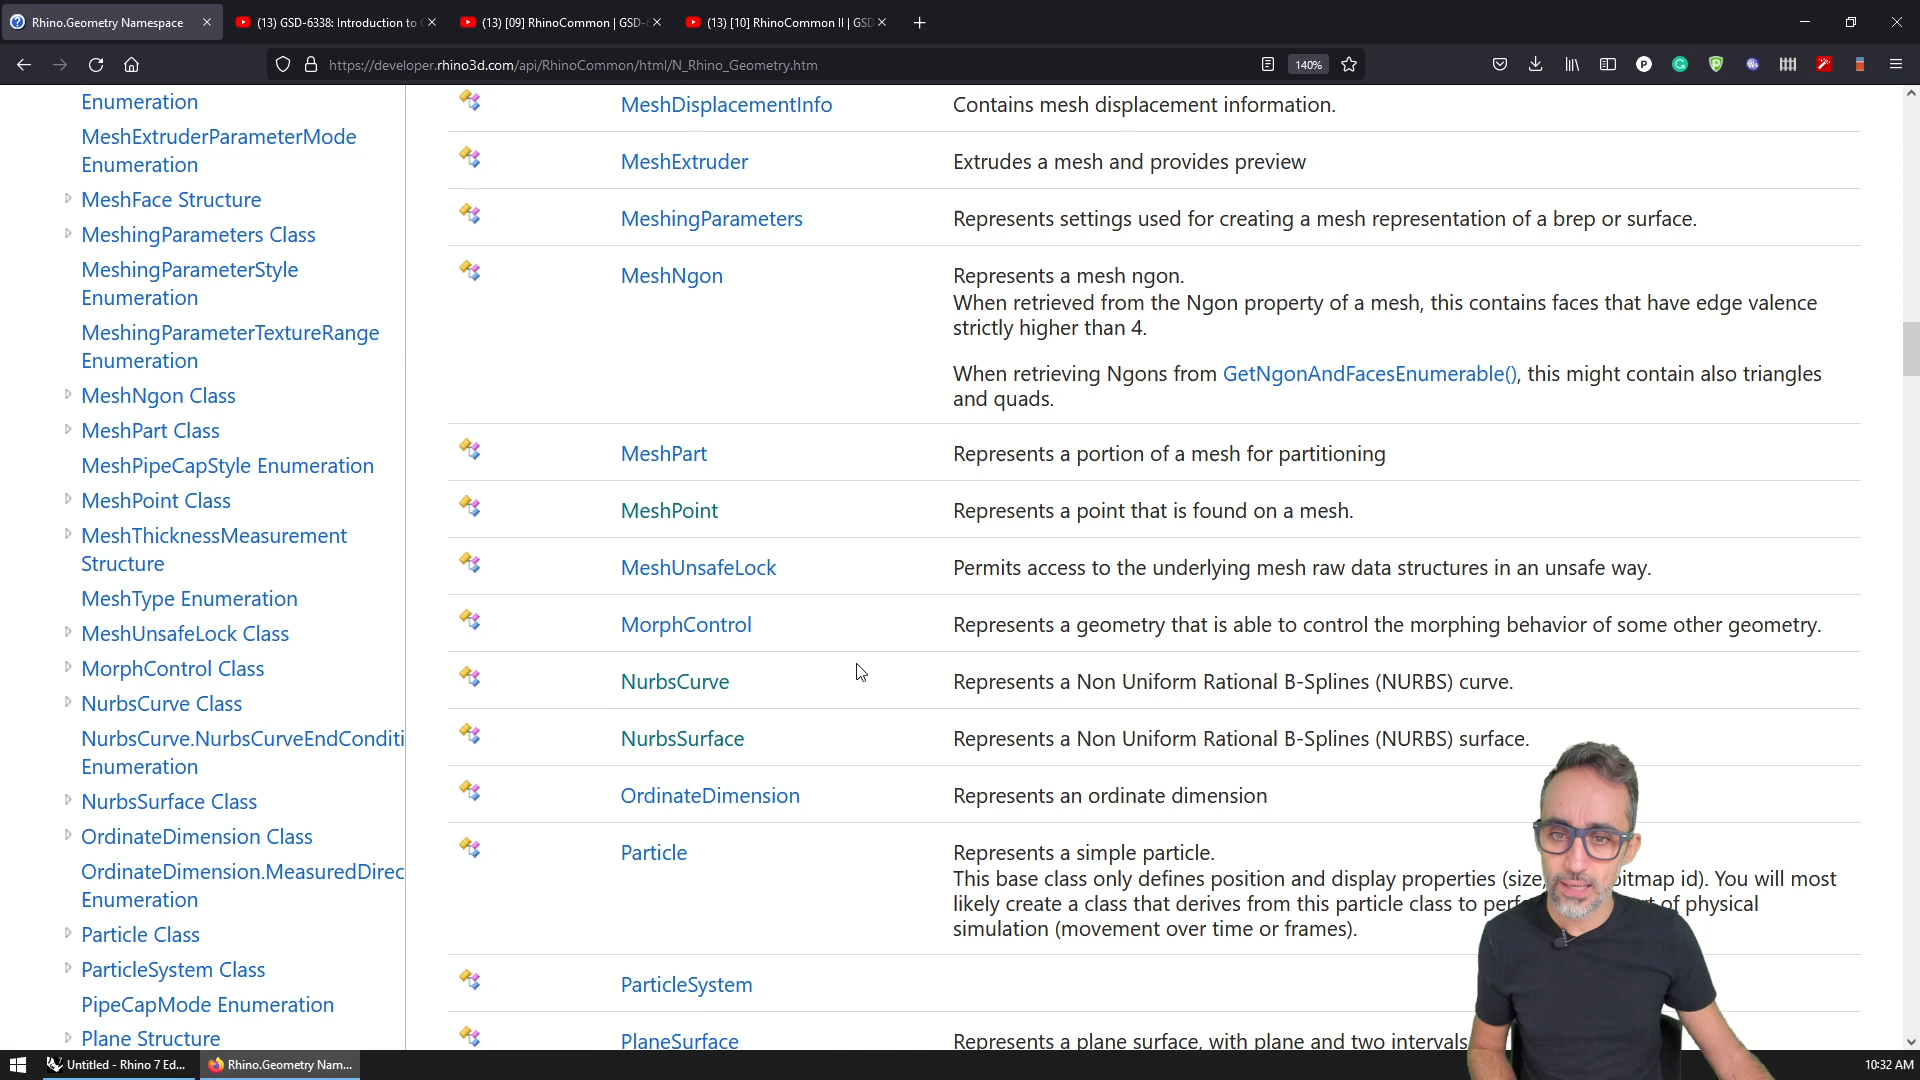 Rhino.Geometry Namespace
(13) GSD-6338: Introduction to
(13) [09] RhinoCommon | GSD-6
(13) [10] RhinoCommon II | GSD
https://developer.rhino3d.com/api/RhinoCommon/html/N_Rhino_Geometry.htm
140%
Enumeration
MeshExtruderParameterMode
Enumeration
MeshFace Structure
MeshingParameters Class
MeshingParameterStyle
Enumeration
MeshingParameterTextureRange
Enumeration
MeshNgon Class
MeshPart Class
MeshPipeCapStyle Enumeration
MeshPoint Class
MeshThicknessMeasurement
Structure
MeshType Enumeration
MeshUnsafeLock Class
MorphControl Class
NurbsCurve Class
NurbsCurve.NurbsCurveEndConditi
Enumeration
NurbsSurface Class
OrdinateDimension Class
OrdinateDimension.MeasuredDirec
Enumeration
Particle Class
ParticleSystem Class
PipeCapMode Enumeration
Plane Structure
MeshDisplacementInfo Contains mesh displacement information.
MeshExtruder Extrudes a mesh and provides preview
MeshingParameters Represents settings used for creating a mesh representation of a brep or surface.
MeshNgon Represents a mesh ngon.
When retrieved from the Ngon property of a mesh, this contains faces that have edge valence
strictly higher than 4.
When retrieving Ngons from GetNgonAndFacesEnumerable(), this might contain also triangles
and quads.
MeshPart Represents a portion of a mesh for partitioning
MeshPoint Represents a point that is found on a mesh.
MeshUnsafeLock Permits access to the underlying mesh raw data structures in an unsafe way.
MorphControl Represents a geometry that is able to control the morphing behavior of some other geometry.
NurbsCurve Represents a Non Uniform Rational B-Splines (NURBS) curve.
NurbsSurface Represents a Non Uniform Rational B-Splines (NURBS) surface.
OrdinateDimension Represents an ordinate dimension
Particle Represents a simple particle.
This base class only defines position and display properties (size, bitmap id). You will most
likely create a class that derives from this particle class to of physical
simulation (movement over time or frames).
ParticleSystem
PlaneSurface Represents a plane surface, with plane and two intervals
Untitled - Rhino 7 Ed...
Rhino.Geometry Nam...
10:32 AM